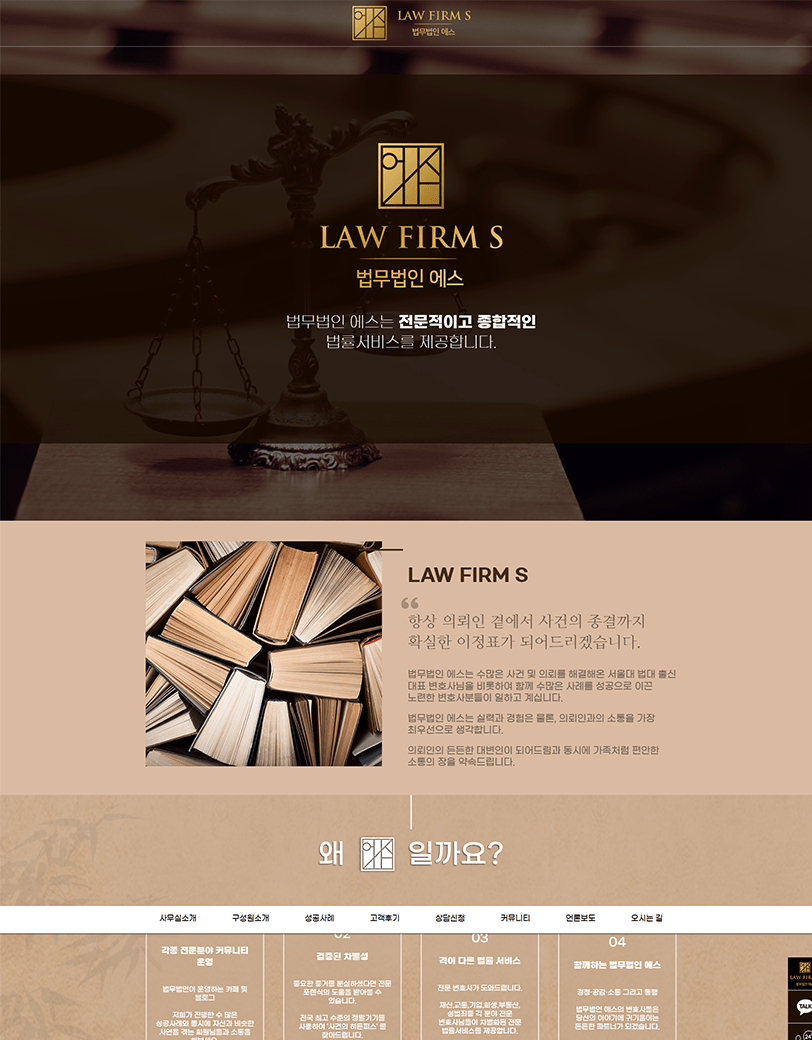 LAW FIRM S
법무법인 에스
LAW FIRM S
법무법인 에스
법무법인 에스는 전문적이고 종합적인
법률서비스를 제공합니다.
LAW FIRM S
“
항상 의뢰인 곁에서 사건의 종결까지
확실한 이정표가 되어드리겠습니다.
법무법인 에스는 수많은 사건 및 의뢰를 해결해온 서울대 법대 출신
대표 변호사님을 비롯하여 함께 수많은 사례를 성공으로 이끈
노련한 변호사분들이 일하고 계십니다.
법무법인 에스는 실력과 경험은 물론, 의뢰인과의 소통을 가장
최우선으로 생각합니다.
의뢰인의 든든한 대변인이 되어드림과 동시에 가족처럼 편안한
소통의 장을 약속드립니다.
왜 에스 일까요?
사무실소개 구성원소개 성공사례 고객후기 상담신청 커뮤니티 언론보도 오시는 길
각종 전문분야 커뮤니티
운영
법무법인이 운영하는 카페 및
블로그
저희가 진행한 수 많은
성공사례와 동시에 자신과 비슷한
사연을 겪는 회원님들과 소통을
02
검증된 차별성
중요한 증거를 분실하셨다면 전문
포렌식의 도움을 받아볼 수
있습니다.
전국 최고 수준의 정밀기기를
사용하여 '사건의 히든피스' 를
찾아드립니다.
03
격이 다른 법률 서비스
전문 변호사가 도와드립니다.
재산,교통,기업,회생,부동산,
성범죄등 각 분야 전문
변호사님들이 차별화된 전문
법률서비스를 제공합니다.
04
함께하는 법무법인 에스
경청·공감·소통 그리고 동행
법무법인 에스의 변호사들은
당신의 이야기에 귀기울이는
든든한 파트너가 되겠습니다.
TALK